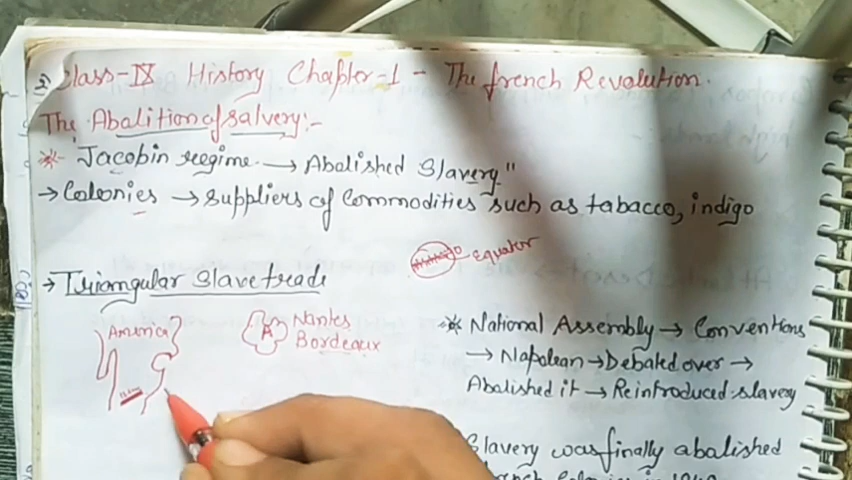 Class-IX History Chapter-1 - The french Revolution.
The Abalition of salvery:-
Jacobin regime → Abalished Slavery"
→ Colonies → suppliers of Commodities such as tabacco, indigo
Equator
→ Triangular Slave trade
America
A
Nantes
Bordeaux
* National Assembly → Conventions
→ Napolean → Debated over →
Abalished it → Reintroduced slavery
Slavery was finally abalished